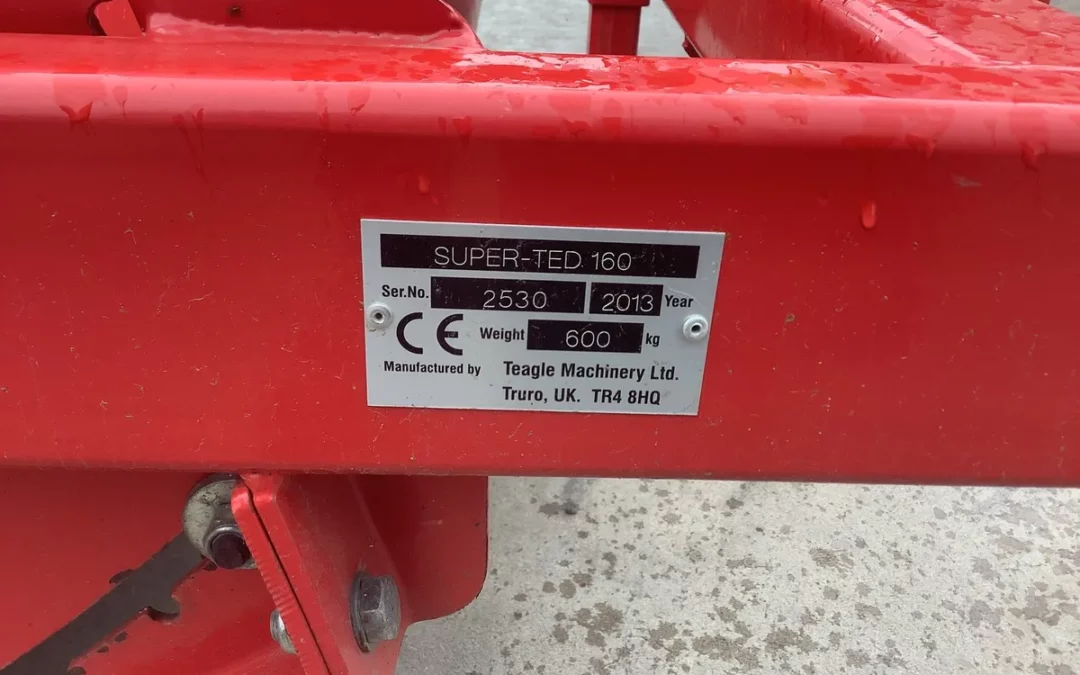 SUPER-TED 160
Ser.No. 2530 2013 Year
CE Weight 600 kg
Manufactured by Teagle Machinery Ltd.
Truro, UK. TR4 8HQ